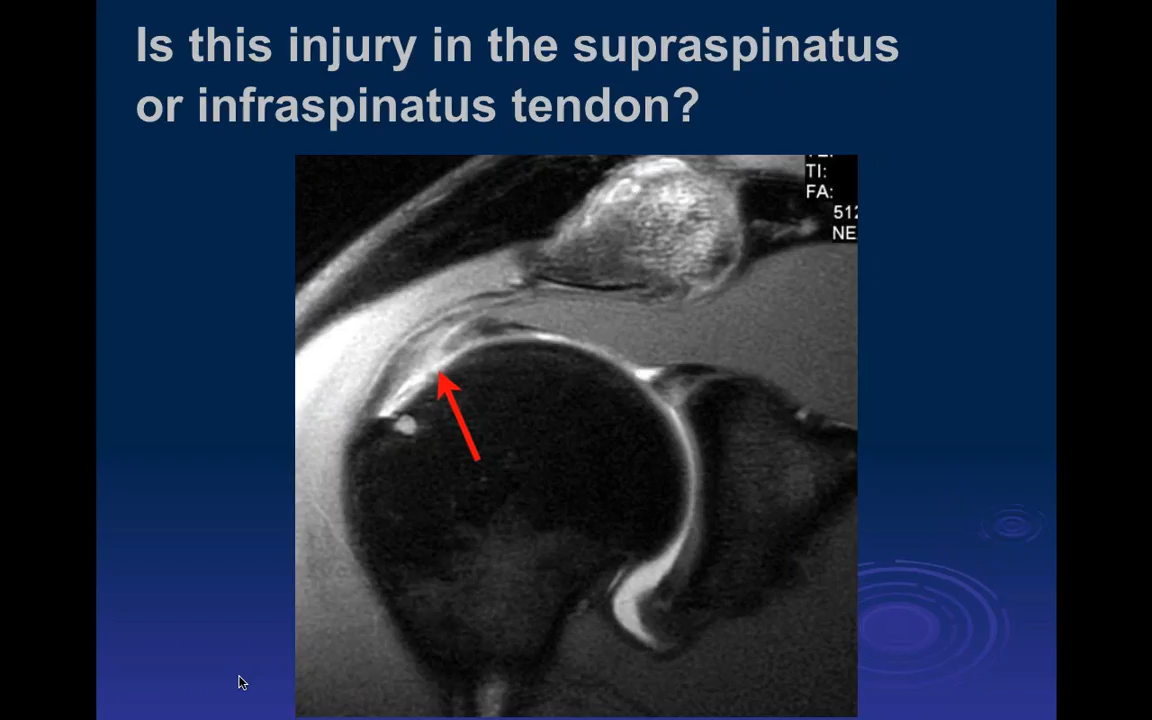 Is this injury in the supraspinatus
or infraspinatus tendon?
TI:
FA:
512
NE